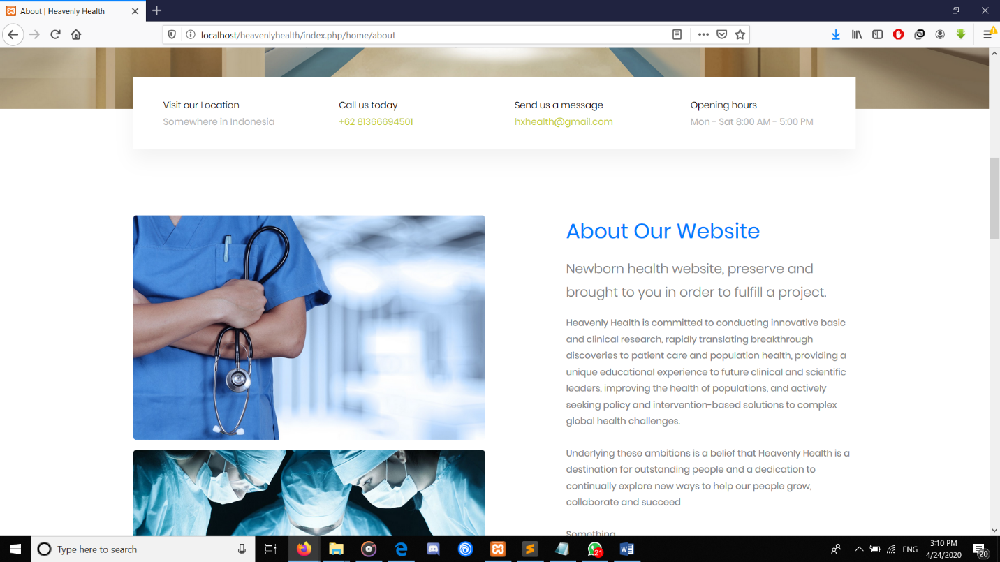 About | Heavenly Health
localhost/heavenlyhealth/index.php/home/about
Visit our Location
Somewhere in Indonesia
Call us today
+62 81366694501
Send us a message
hxhealth@gmail.com
Opening hours
Mon - Sat 8:00 AM - 5:00 PM
About Our Website
Newborn health website, preserve and
brought to you in order to fulfill a project.
Heavenly Health is committed to conducting innovative basic
and clinical research, rapidly translating breakthrough
discoveries to patient care and population health, providing a
unique educational experience to future clinical and scientific
leaders, improving the health of populations, and actively
seeking policy and intervention-based solutions to complex
global health challenges.
Underlying these ambitions is a belief that Heavenly Health is a
destination for outstanding people and a dedication to
continually explore new ways to help our people grow,
collaborate and succeed
Something
Type here to search
21
ENG
3:10 PM
4/24/2020
20